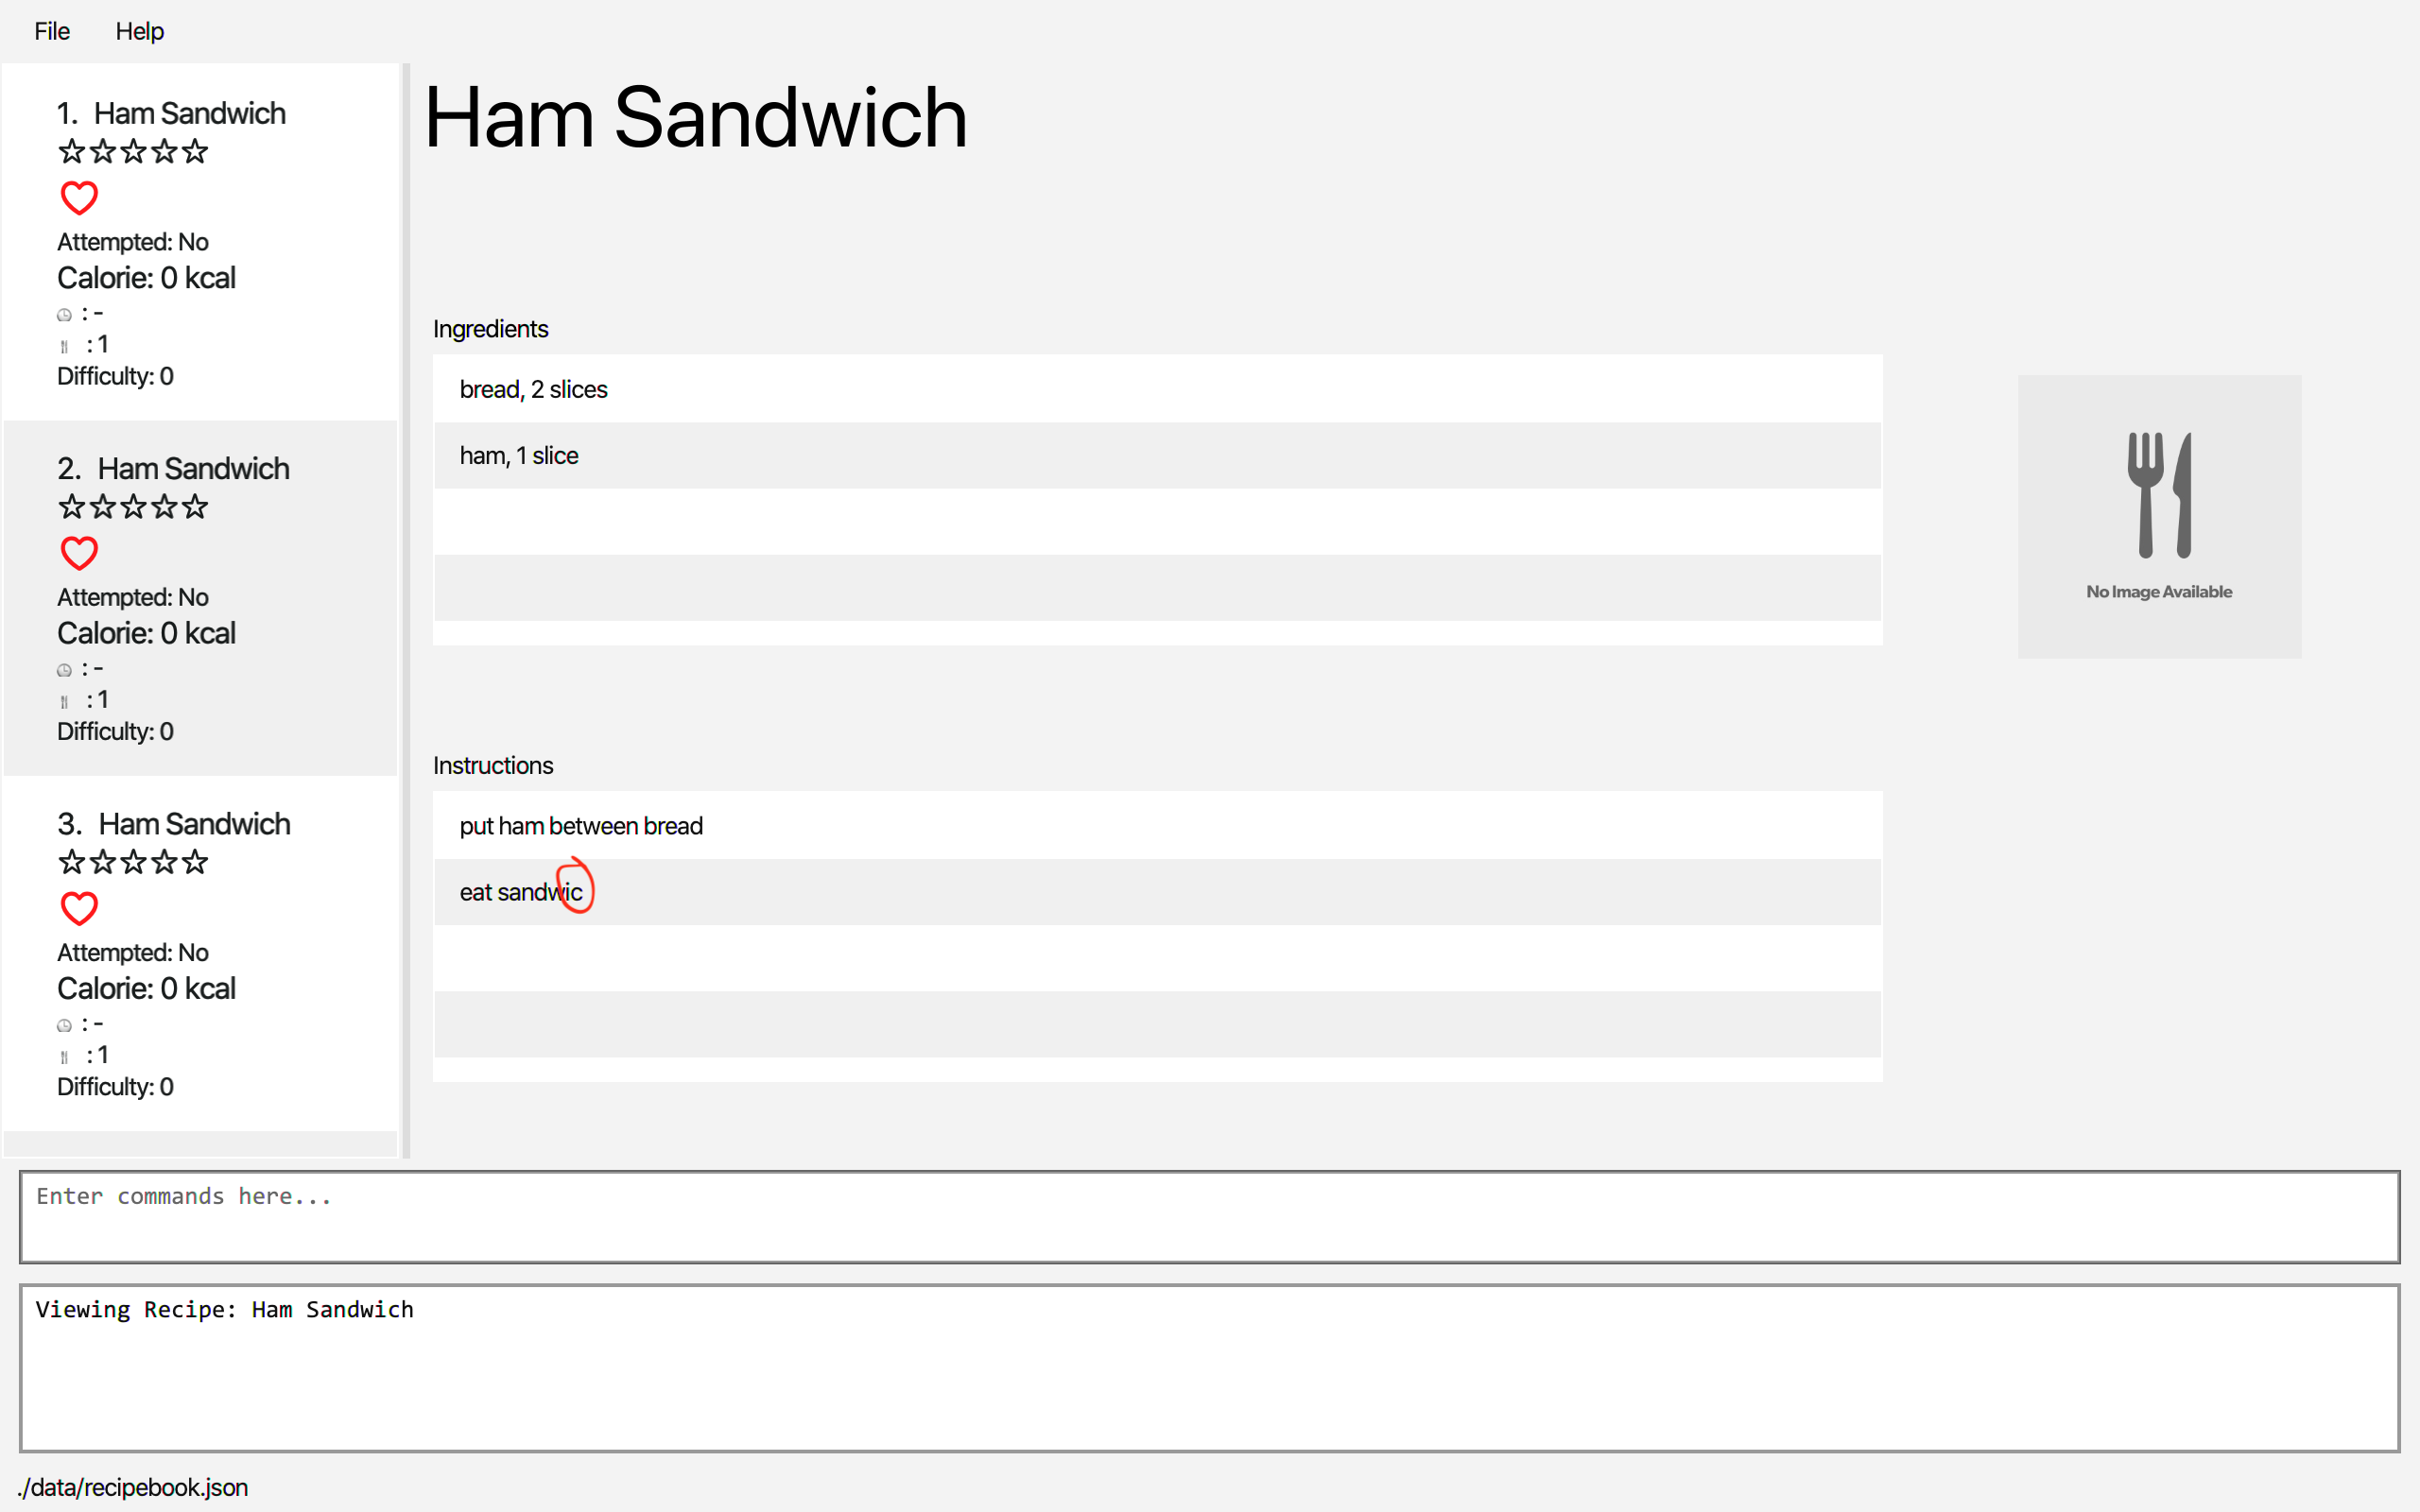 File Help
1. Ham Sandwich
☆☆☆☆☆
Attempted: No
Calorie: 0 kcal
: -
: 1
Difficulty: 0
2. Ham Sandwich
☆☆☆☆☆
Attempted: No
Calorie: 0 kcal
: -
: 1
Difficulty: 0
3. Ham Sandwich
☆☆☆☆☆
Attempted: No
Calorie: 0 kcal
: -
: 1
Difficulty: 0
Ham Sandwich
Ingredients
bread, 2 slices
ham, 1 slice
No Image Available
Instructions
put ham between bread
eat sandwic
Enter commands here...
Viewing Recipe: Ham Sandwich
./data/recipebook.json